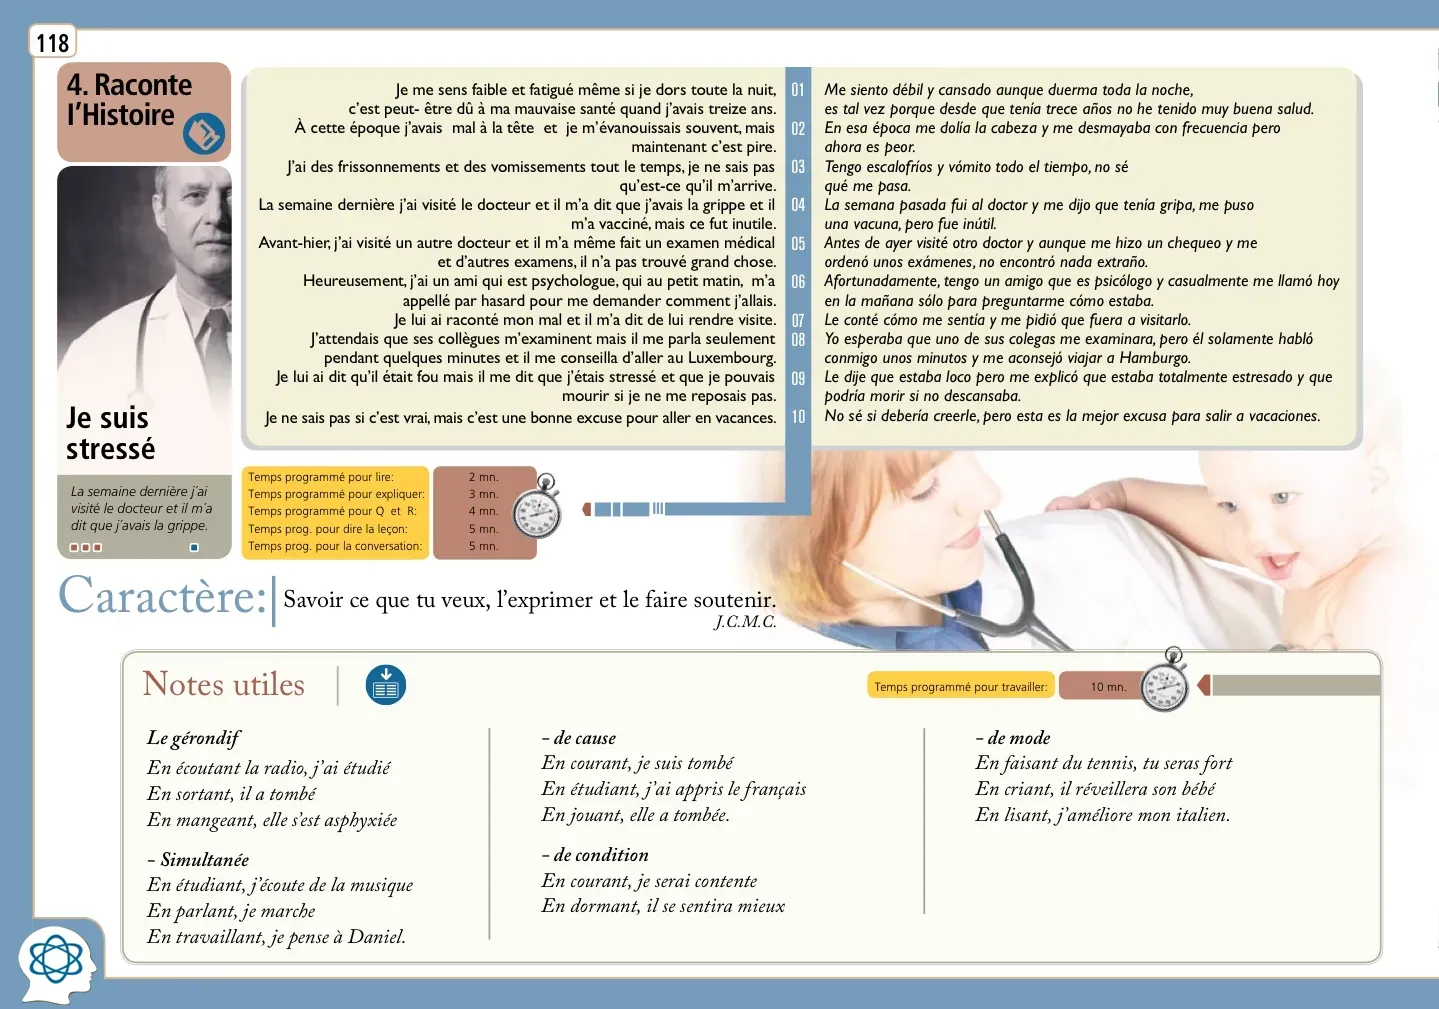 118
4. Raconte
l'Histoire
Je suis
stressé
La semaine dernière j'ai
visité le docteur et il m'a
dit que j'avais la grippe.
Je me sens faible et fatigué même si je dors toute la nuit,
c'est peut- être dû à ma mauvaise santé quand j'avais treize ans.
À cette époque j'avais mal à la tête et je m'évanouissais souvent, mais
maintenant c'est pire.
J'ai des frissonnements et des vomissements tout le temps, je ne sais pas
qu'est-ce qu'il m'arrive.
La semaine dernière j'ai visité le docteur et il m'a dit que j'avais la grippe et il
m'a vacciné, mais ce fut inutile.
Avant-hier, j'ai visité un autre docteur et il m'a même fait un examen médical
et d'autres examens, il n'a pas trouvé grand chose.
Heureusement, j'ai un ami qui est psychologue, qui au petit matin, m'a
appellé par hasard pour me demander comment j'allais.
Je lui ai raconté mon mal et il m'a dit de lui rendre visite.
J'attendais que ses collègues m'examinent mais il me parla seulement
pendant quelques minutes et il me conseilla d'aller au Luxembourg.
Je lui ai dit qu'il était fou mais il me dit que j'étais stressé et que je pouvais
mourir si je ne me reposais pas.
Je ne sais pas si c'est vrai, mais c'est une bonne excuse pour aller en vacances.
01
02
03
04
05
06
07
08
09
10
Me siento débil y cansado aunque duerma toda la noche,
es tal vez porque desde que tenía trece años no he tenido muy buena salud.
En esa época me dolía la cabeza y me desmayaba con frecuencia pero
ahora es peor.
Tengo escalofríos y vómito todo el tiempo, no sé
qué me pasa.
La semana pasada fui al doctor y me dijo que tenía gripa, me puso
una vacuna, pero fue inútil.
Antes de ayer visité otro doctor y aunque me hizo un chequeo y me
ordenó unos exámenes, no encontró nada extraño.
Afortunadamente, tengo un amigo que es psicólogo y casualmente me llamó hoy
en la mañana sólo para preguntarme cómo estaba.
Le conté cómo me sentía y me pidió que fuera a visitarlo.
Yo esperaba que uno de sus colegas me examinara, pero él solamente habló
conmigo unos minutos y me aconsejó viajar a Hamburgo.
Le dije que estaba loco pero me explicó que estaba totalmente estresado y que
podría morir si no descansaba.
No sé si debería creerle, pero esta es la mejor excusa para salir a vacaciones.
Temps programmé pour lire: 2 mn.
Temps programmé pour expliquer: 3 mn.
Temps programmé pour Q et R: 4 mn.
Temps prog. pour dire la leçon: 5 mn.
Temps prog. pour la conversation: 5 mn.
Caractère: Savoir ce que tu veux, l'exprimer et le faire soutenir.
J.C.M.C.
Notes utiles
Temps programmé pour travailler: 10 mn.
Le gérondif
En écoutant la radio, j'ai étudié
En sortant, il a tombé
En mangeant, elle s'est asphyxiée
- Simultanée
En étudiant, j'écoute de la musique
En parlant, je marche
En travaillant, je pense à Daniel.
- de cause
En courant, je suis tombé
En étudiant, j'ai appris le français
En jouant, elle a tombée.
- de condition
En courant, je serai contente
En dormant, il se sentira mieux
- de mode
En faisant du tennis, tu seras fort
En criant, il réveillera son bébé
En lisant, j'améliore mon italien.